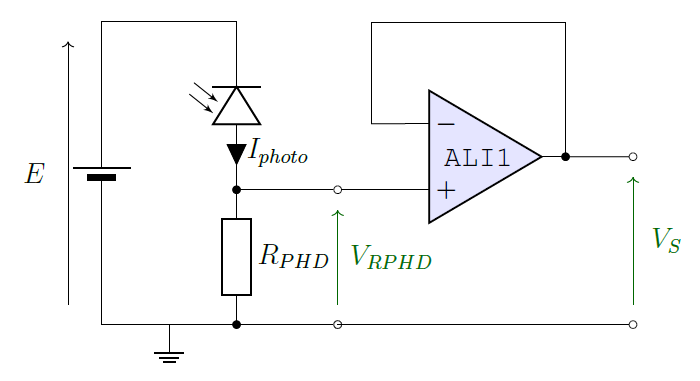 I_photo
−
ALI1
E
+
R_PHD
V_RPHD
V_S